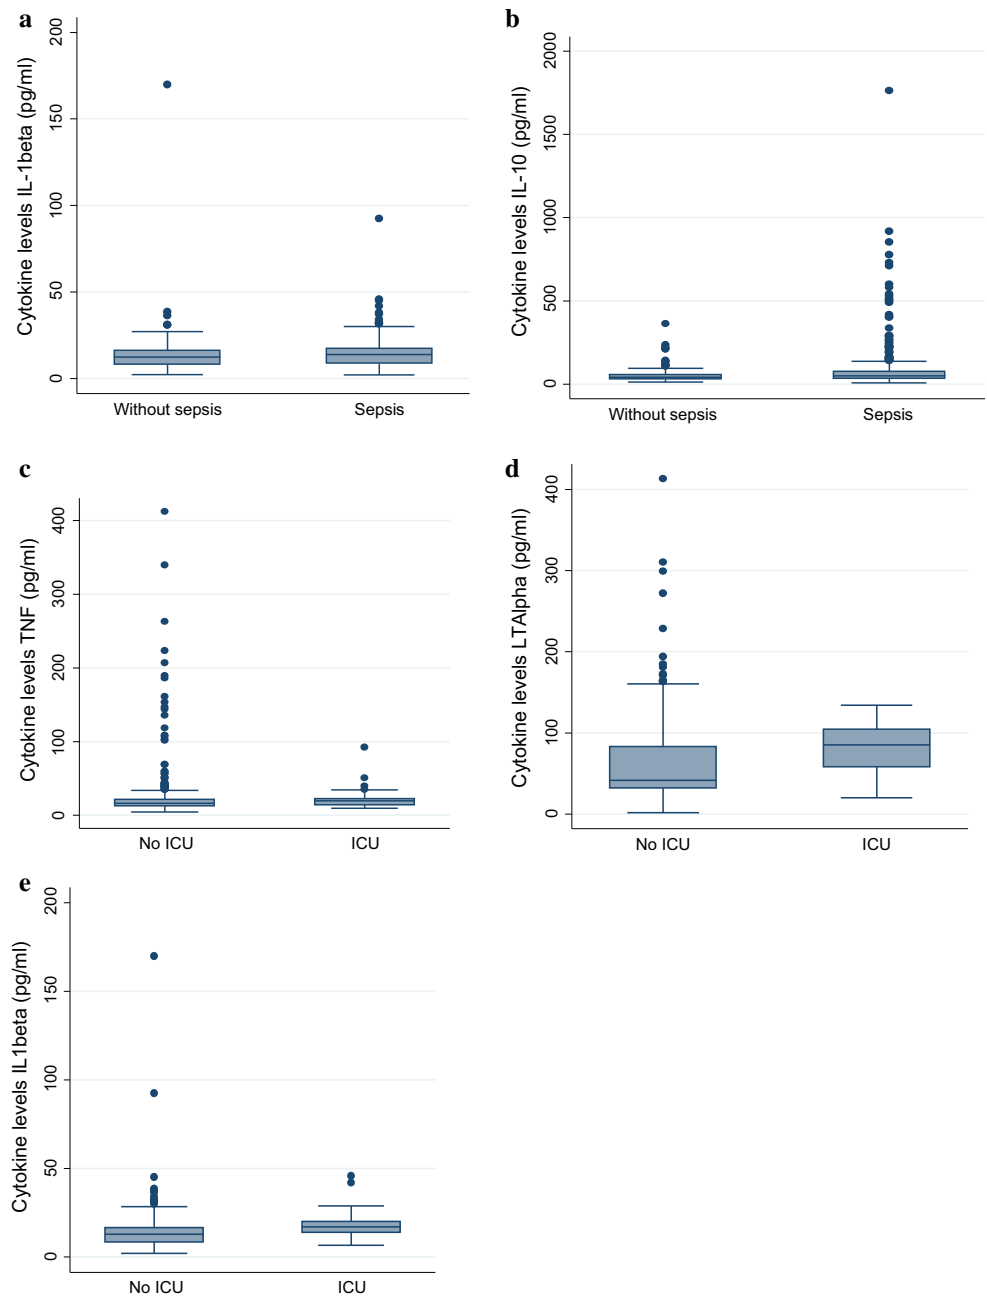 a
Cytokine levels IL-1beta (pg/ml)
200
150
100
50
0
Without sepsis
Sepsis
b
Cytokine levels IL-10 (pg/ml)
2000
1500
1000
500
0
Without sepsis
Sepsis
c
Cytokine levels TNF (pg/ml)
400
300
200
100
0
No ICU
ICU
d
Cytokine levels LTAlpha (pg/ml)
400
300
200
100
0
No ICU
ICU
e
Cytokine levels IL1beta (pg/ml)
200
150
100
50
0
No ICU
ICU